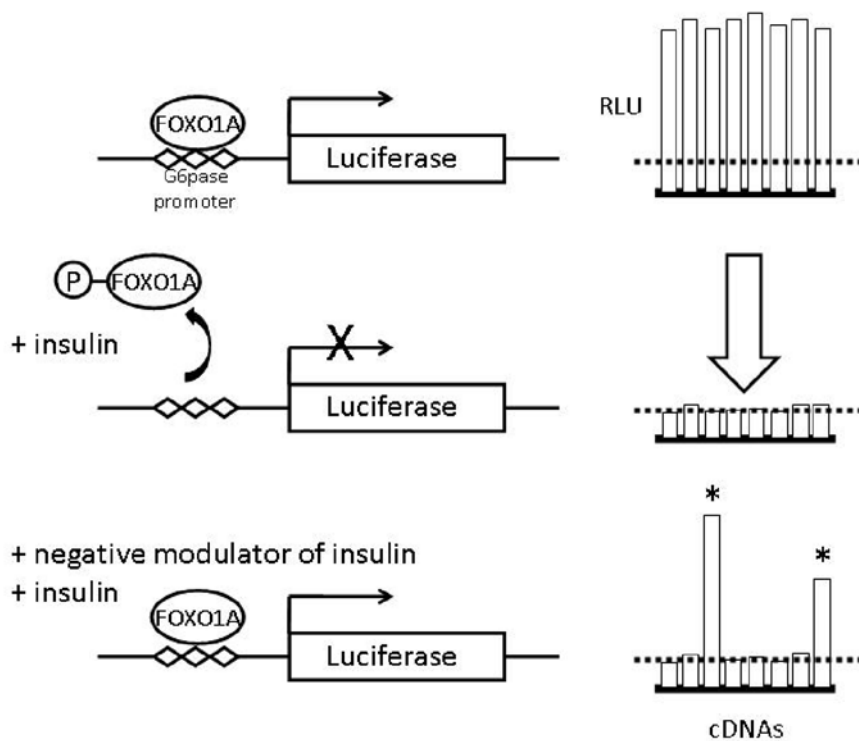 FOXO1A
Luciferase
G6pase
promoter
RLU
P
FOXO1A
+ insulin
X
Luciferase
*
*
+ negative modulator of insulin
+ insulin
FOXO1A
Luciferase
cDNAs